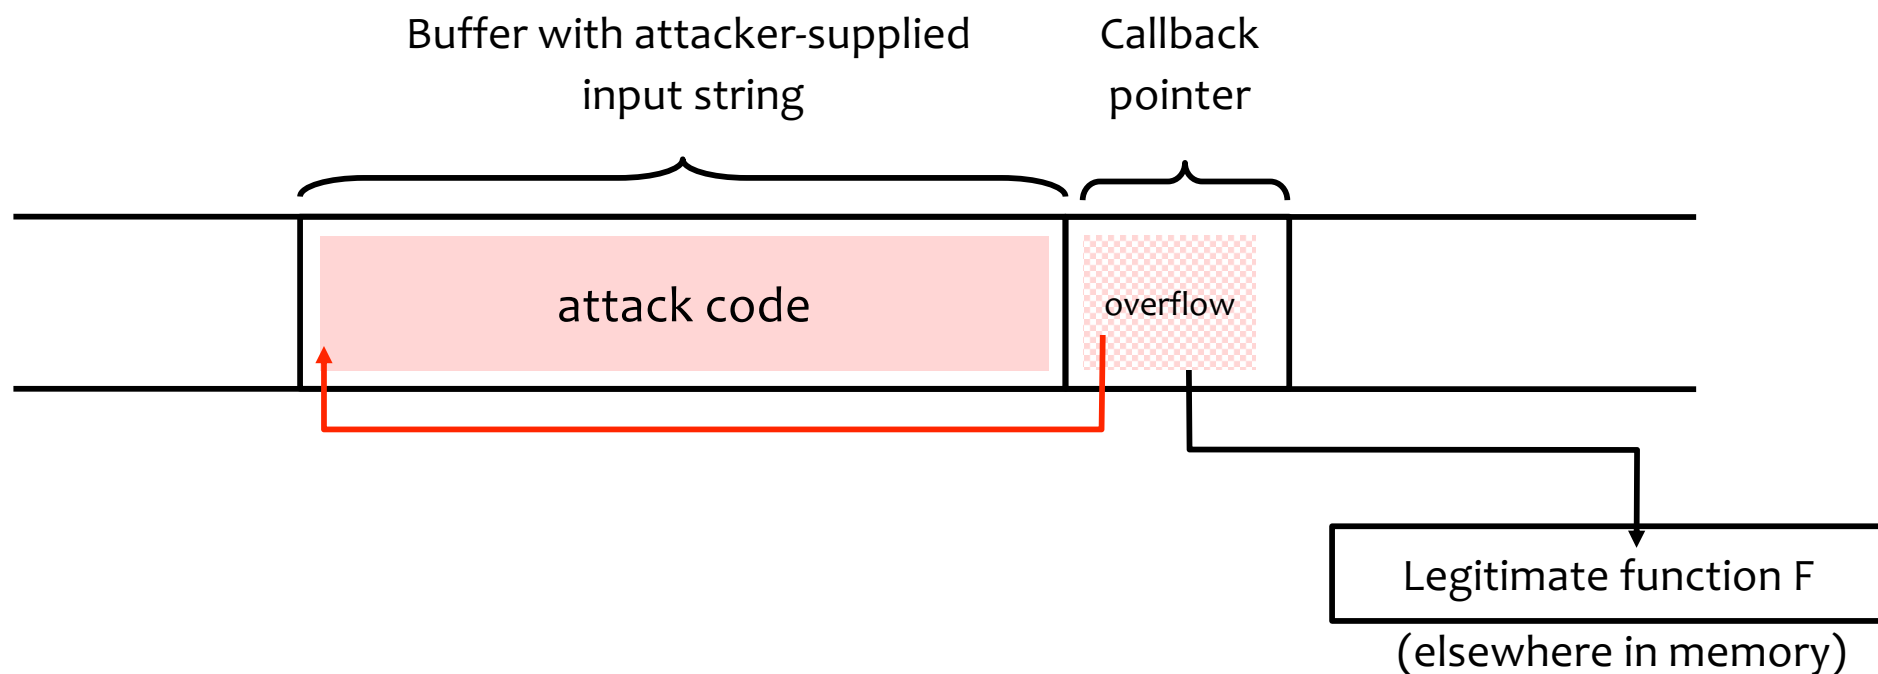 Buffer with attacker-supplied
input string
Callback
pointer
attack code
overflow
Legitimate function F
(elsewhere in memory)